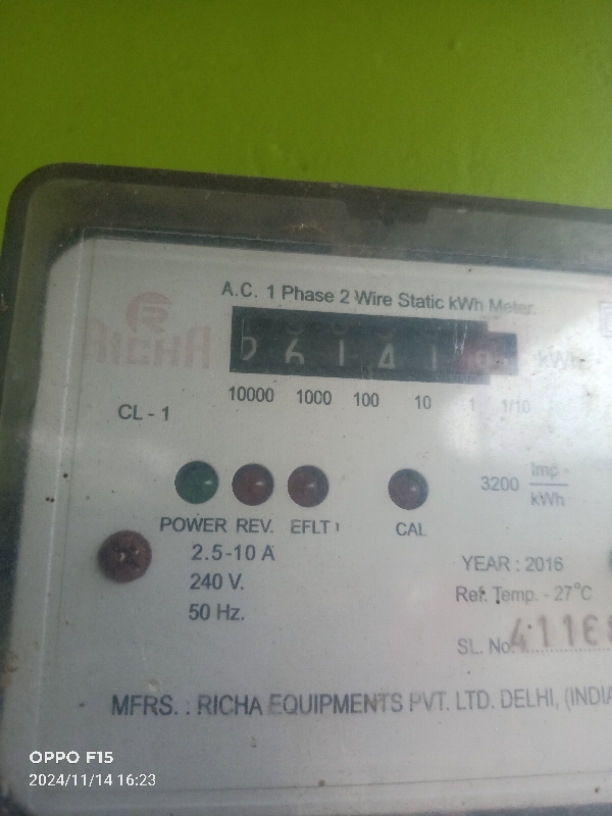 A.C. 1 Phase 2 Wire Static kWh Meter
RICHA
26141 kWh
10000 1000 100 10 1 1/10
CL - 1
3200 Imp / kWh
POWER REV. EFLT CAL
2.5-10 A
240 V.
50 Hz.
YEAR : 2016
Ref. Temp. - 27°C
SL. No.
MFRS. : RICHA EQUIPMENTS PVT. LTD. DELHI, (INDIA
OPPO F15
2024/11/14 16:23